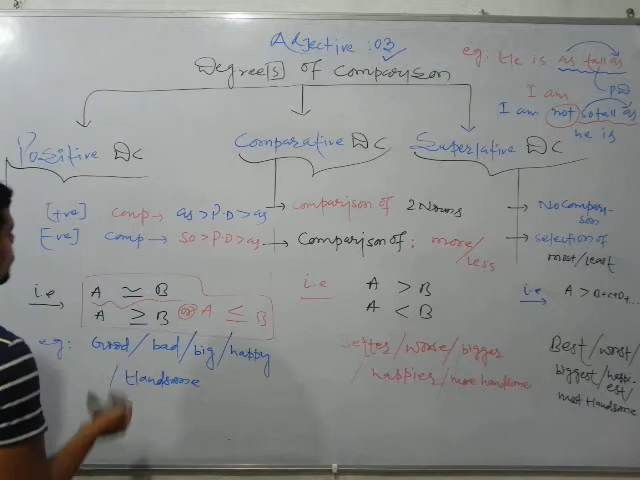 Adjective : 03
Degree[s] of Comparison
eg: He is as tall as
PD
I am
I am not so tall as
he is
Positive DC
Comparative DC
Superlative DC
[+ve] comp → as > P.D > as
[-ve] comp → so > P.D > as
→ comparison of 2 Nouns
→ Comparison of : more/less
→ No comparison
→ selection of most/least
i.e A ≃ B
A ≥ B or A ≤ B
i.e A > B
A < B
i.e A > B+C+D+...
eg: Good / bad / big / happy
/ Handsome
etter / worse / bigger
/ happier / more handsome
Best / worst /
biggest / happiest /
most Handsome